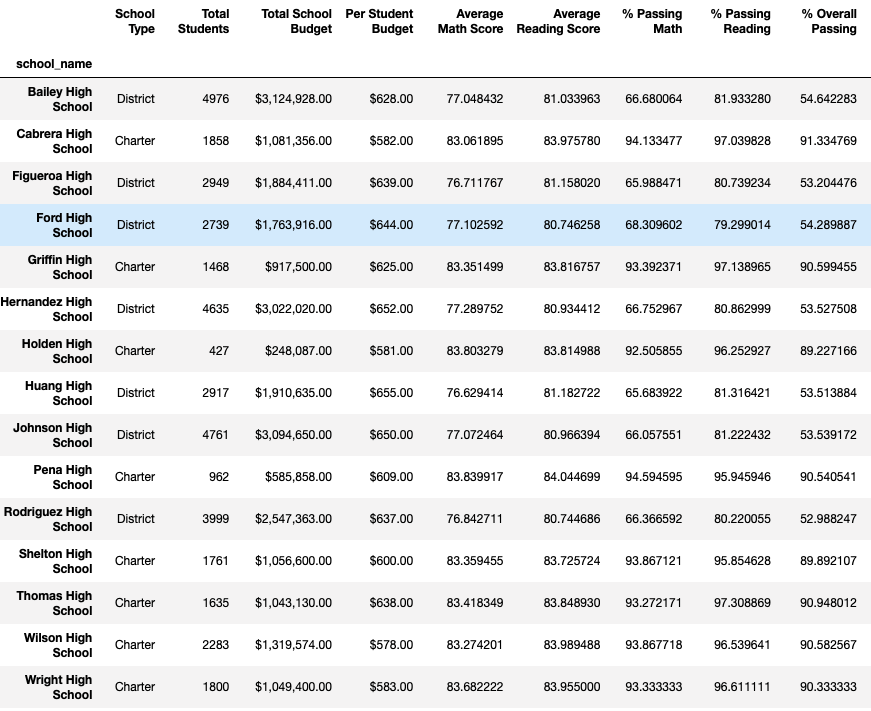 School Type Total Students Total School Budget Per Student Budget Average Math Score Average Reading Score % Passing Math % Passing Reading % Overall Passing
school_name
Bailey High School District 4976 $3,124,928.00 $628.00 77.048432 81.033963 66.680064 81.933280 54.642283
Cabrera High School Charter 1858 $1,081,356.00 $582.00 83.061895 83.975780 94.133477 97.039828 91.334769
Figueroa High School District 2949 $1,884,411.00 $639.00 76.711767 81.158020 65.988471 80.739234 53.204476
Ford High School District 2739 $1,763,916.00 $644.00 77.102592 80.746258 68.309602 79.299014 54.289887
Griffin High School Charter 1468 $917,500.00 $625.00 83.351499 83.816757 93.392371 97.138965 90.599455
Hernandez High School District 4635 $3,022,020.00 $652.00 77.289752 80.934412 66.752967 80.862999 53.527508
Holden High School Charter 427 $248,087.00 $581.00 83.803279 83.814988 92.505855 96.252927 89.227166
Huang High School District 2917 $1,910,635.00 $655.00 76.629414 81.182722 65.683922 81.316421 53.513884
Johnson High School District 4761 $3,094,650.00 $650.00 77.072464 80.966394 66.057551 81.222432 53.539172
Pena High School Charter 962 $585,858.00 $609.00 83.839917 84.044699 94.594595 95.945946 90.540541
Rodriguez High School District 3999 $2,547,363.00 $637.00 76.842711 80.744686 66.366592 80.220055 52.988247
Shelton High School Charter 1761 $1,056,600.00 $600.00 83.359455 83.725724 93.867121 95.854628 89.892107
Thomas High School Charter 1635 $1,043,130.00 $638.00 83.418349 83.848930 93.272171 97.308869 90.948012
Wilson High School Charter 2283 $1,319,574.00 $578.00 83.274201 83.989488 93.867718 96.539641 90.582567
Wright High School Charter 1800 $1,049,400.00 $583.00 83.682222 83.955000 93.333333 96.611111 90.333333